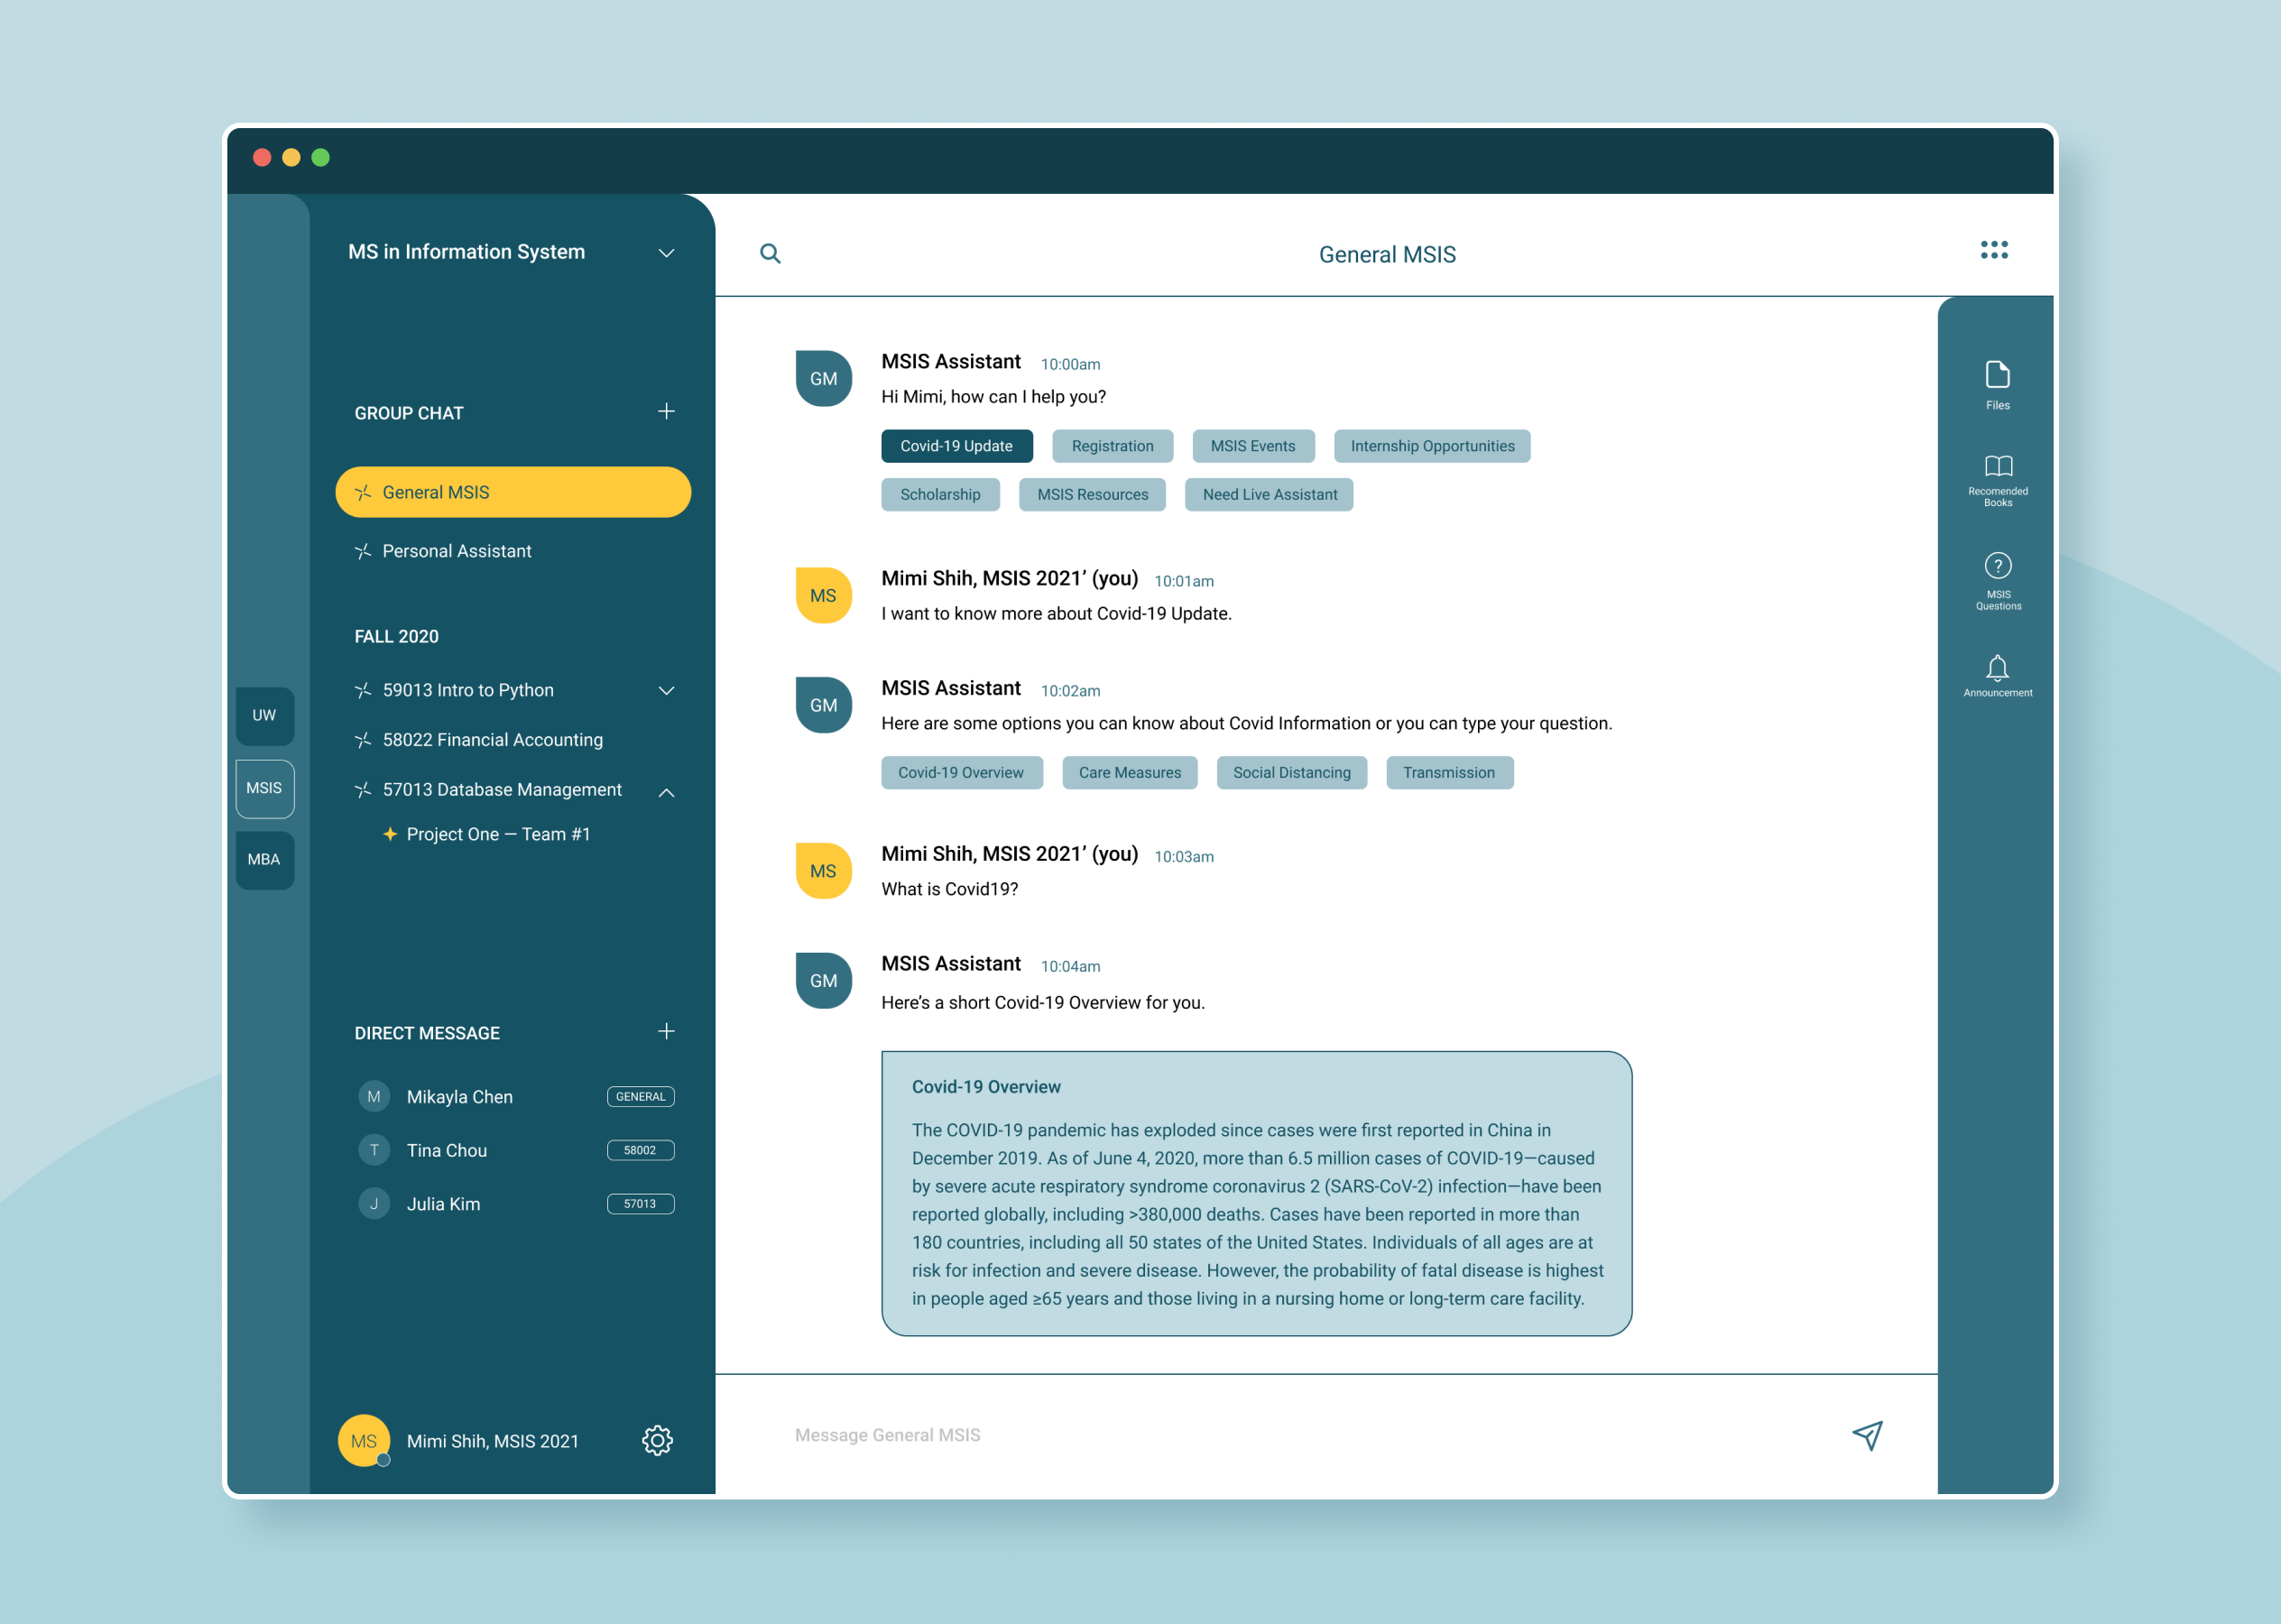 MS in Information System
GROUP CHAT
General MSIS
Personal Assistant
FALL 2020
59013 Intro to Python
58022 Financial Accounting
57013 Database Management
Project One — Team #1
UW
MSIS
MBA
DIRECT MESSAGE
M Mikayla Chen GENERAL
T Tina Chou 58002
J Julia Kim 57013
MS Mimi Shih, MSIS 2021
General MSIS
GM
MSIS Assistant 10:00am
Hi Mimi, how can I help you?
Covid-19 Update Registration MSIS Events Internship Opportunities
Scholarship MSIS Resources Need Live Assistant
MS
Mimi Shih, MSIS 2021’ (you) 10:01am
I want to know more about Covid-19 Update.
GM
MSIS Assistant 10:02am
Here are some options you can know about Covid Information or you can type your question.
Covid-19 Overview Care Measures Social Distancing Transmission
MS
Mimi Shih, MSIS 2021’ (you) 10:03am
What is Covid19?
GM
MSIS Assistant 10:04am
Here’s a short Covid-19 Overview for you.
Covid-19 Overview
The COVID-19 pandemic has exploded since cases were first reported in China in
December 2019. As of June 4, 2020, more than 6.5 million cases of COVID-19—caused
by severe acute respiratory syndrome coronavirus 2 (SARS-CoV-2) infection—have been
reported globally, including >380,000 deaths. Cases have been reported in more than
180 countries, including all 50 states of the United States. Individuals of all ages are at
risk for infection and severe disease. However, the probability of fatal disease is highest
in people aged ≥65 years and those living in a nursing home or long-term care facility.
Message General MSIS
Files
Recomended
Books
?
MSIS
Questions
Announcement